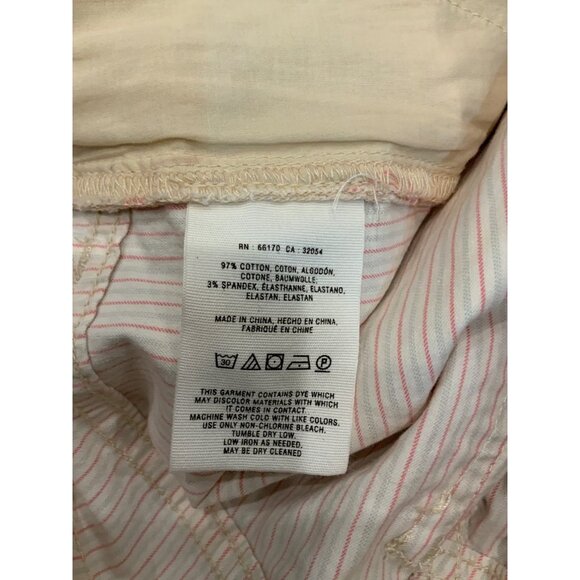 RN : 66170 CA : 32054
97% COTTON, COTON, ALGODÓN,
COTONE, BAUMWOLLE;
3% SPANDEX, ÉLASTHANNE, ELASTANO,
ELASTAN, ELASTAN
MADE IN CHINA, HECHO EN CHINA,
FABRIQUÉ EN CHINE
30 P
THIS GARMENT CONTAINS DYE WHICH
MAY DISCOLOR MATERIALS WITH WHICH
IT COMES IN CONTACT.
MACHINE WASH COLD WITH LIKE COLORS.
USE ONLY NON-CHLORINE BLEACH.
TUMBLE DRY LOW.
LOW IRON AS NEEDED.
MAY BE DRY CLEANED